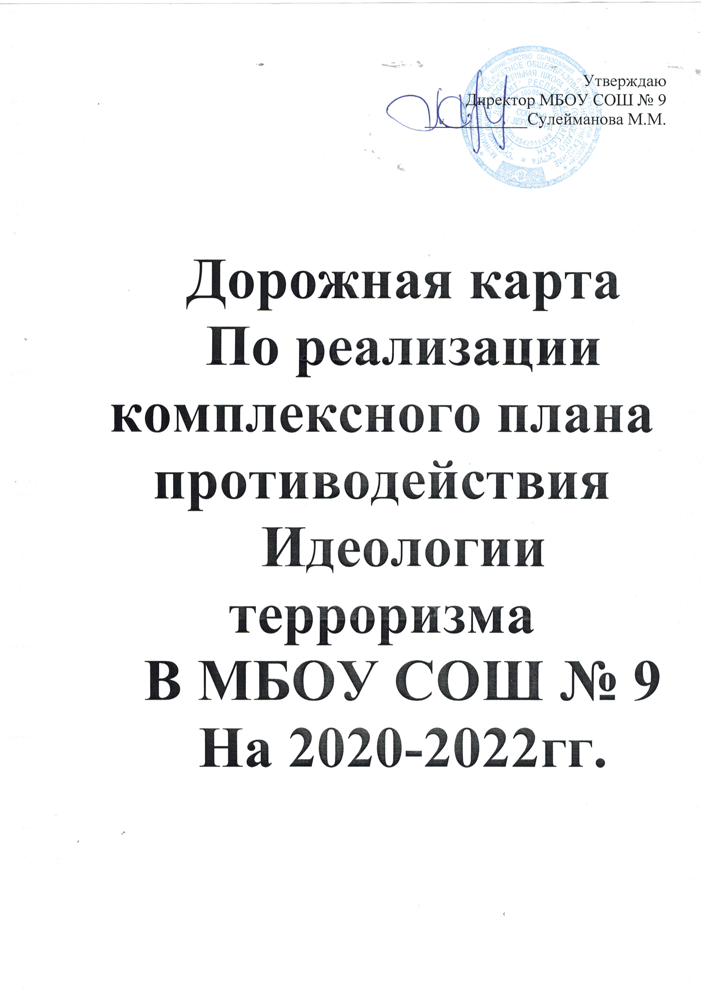 Утверждаю
Директор МБОУ СОШ № 9
Сулейманова М.М.
Дорожная карта
По реализации
комплексного плана
противодействия
Идеологии
терроризма
В МБОУ СОШ № 9
На 2020-2022гг.